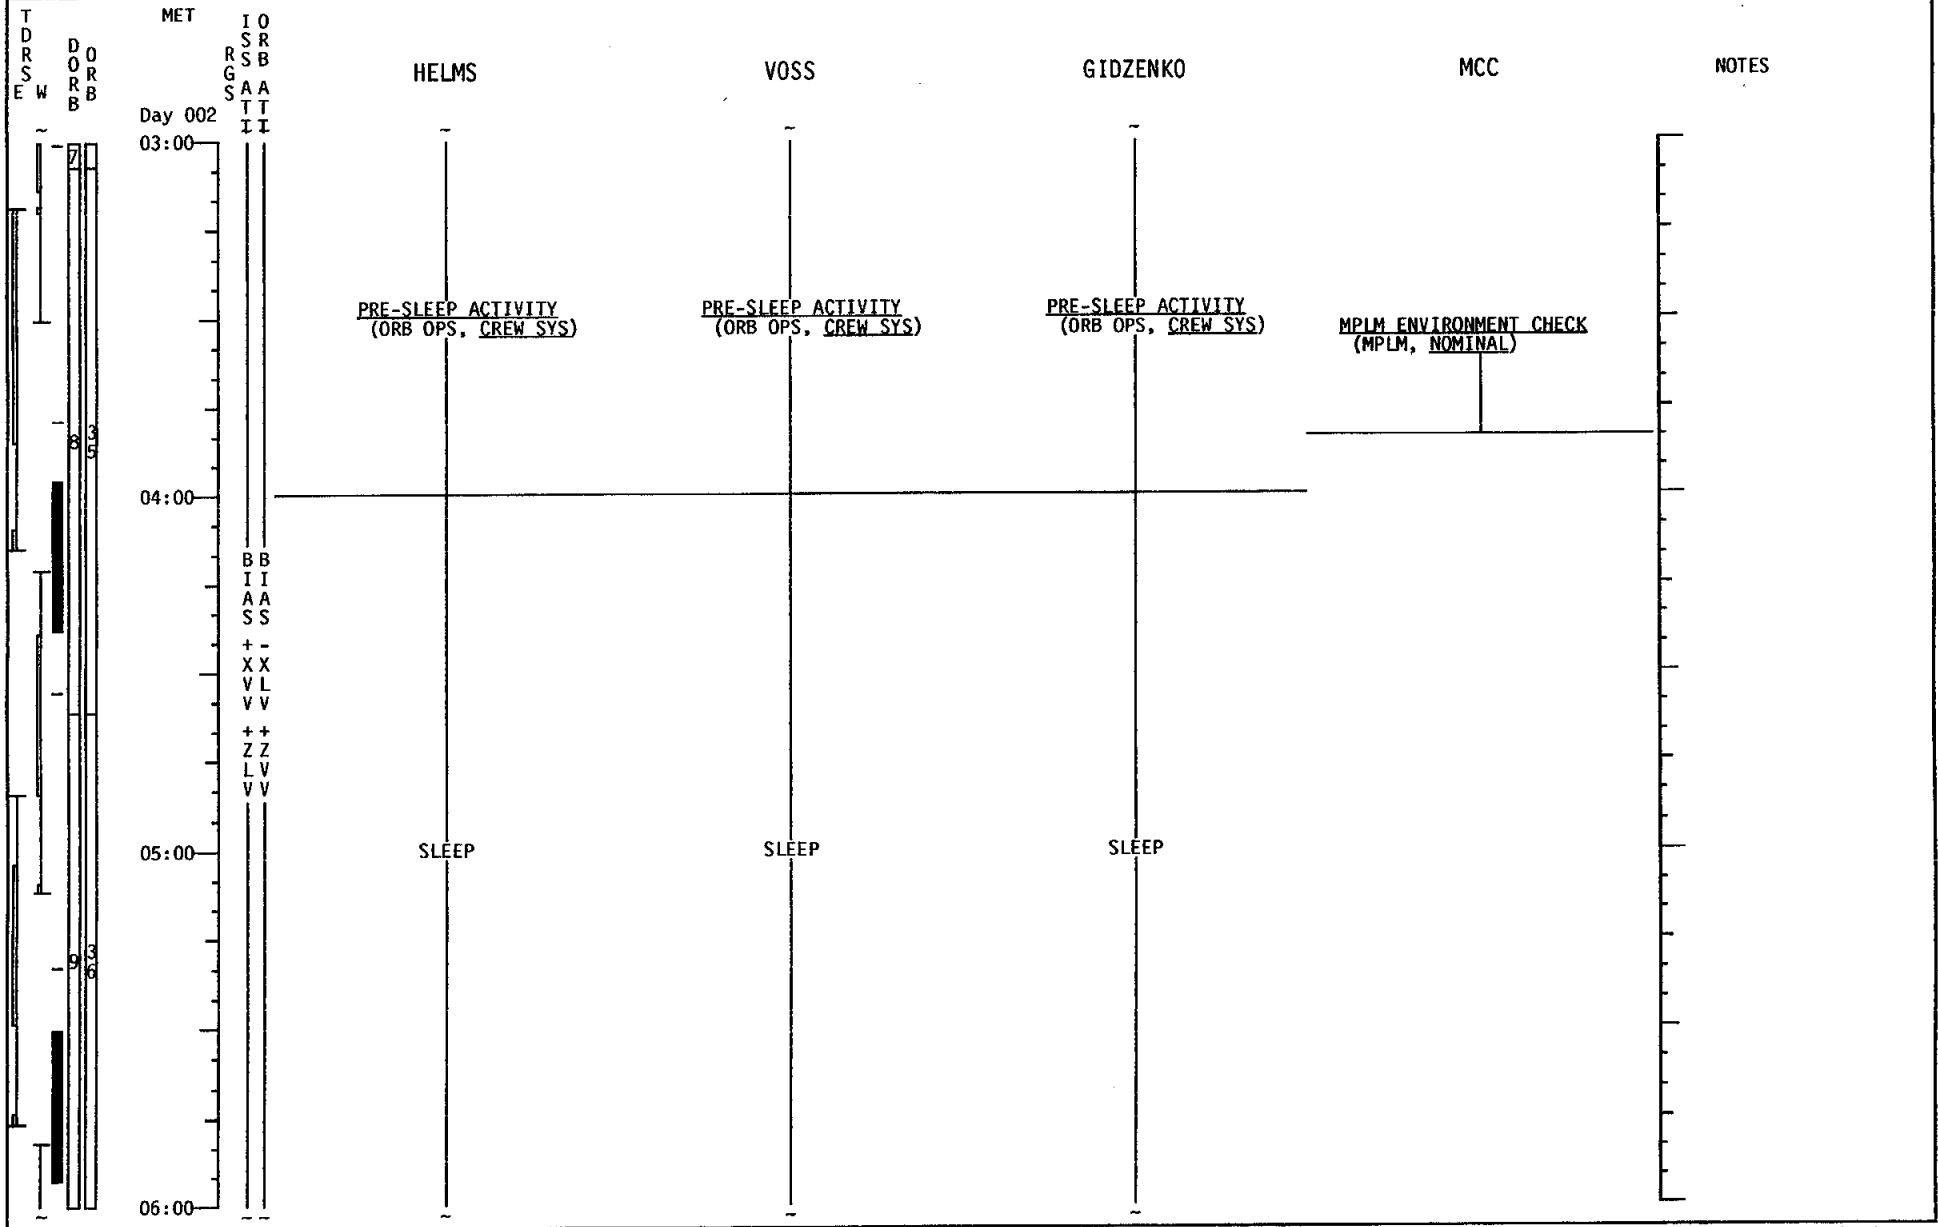 TDRS
E W
DORB
ORB
MET
Day 002
RGS
ISS ATT
ORB ATT
HELMS
VOSS
GIDZENKO
MCC
NOTES
03:00
7
PRE-SLEEP ACTIVITY
(ORB OPS, CREW SYS)
PRE-SLEEP ACTIVITY
(ORB OPS, CREW SYS)
PRE-SLEEP ACTIVITY
(ORB OPS, CREW SYS)
MPLM ENVIRONMENT CHECK
(MPLM, NOMINAL)
8
35
04:00
BIAS +XVV +ZLV
BIAS -XLV +ZVV
05:00
SLEEP
SLEEP
SLEEP
9
36
06:00